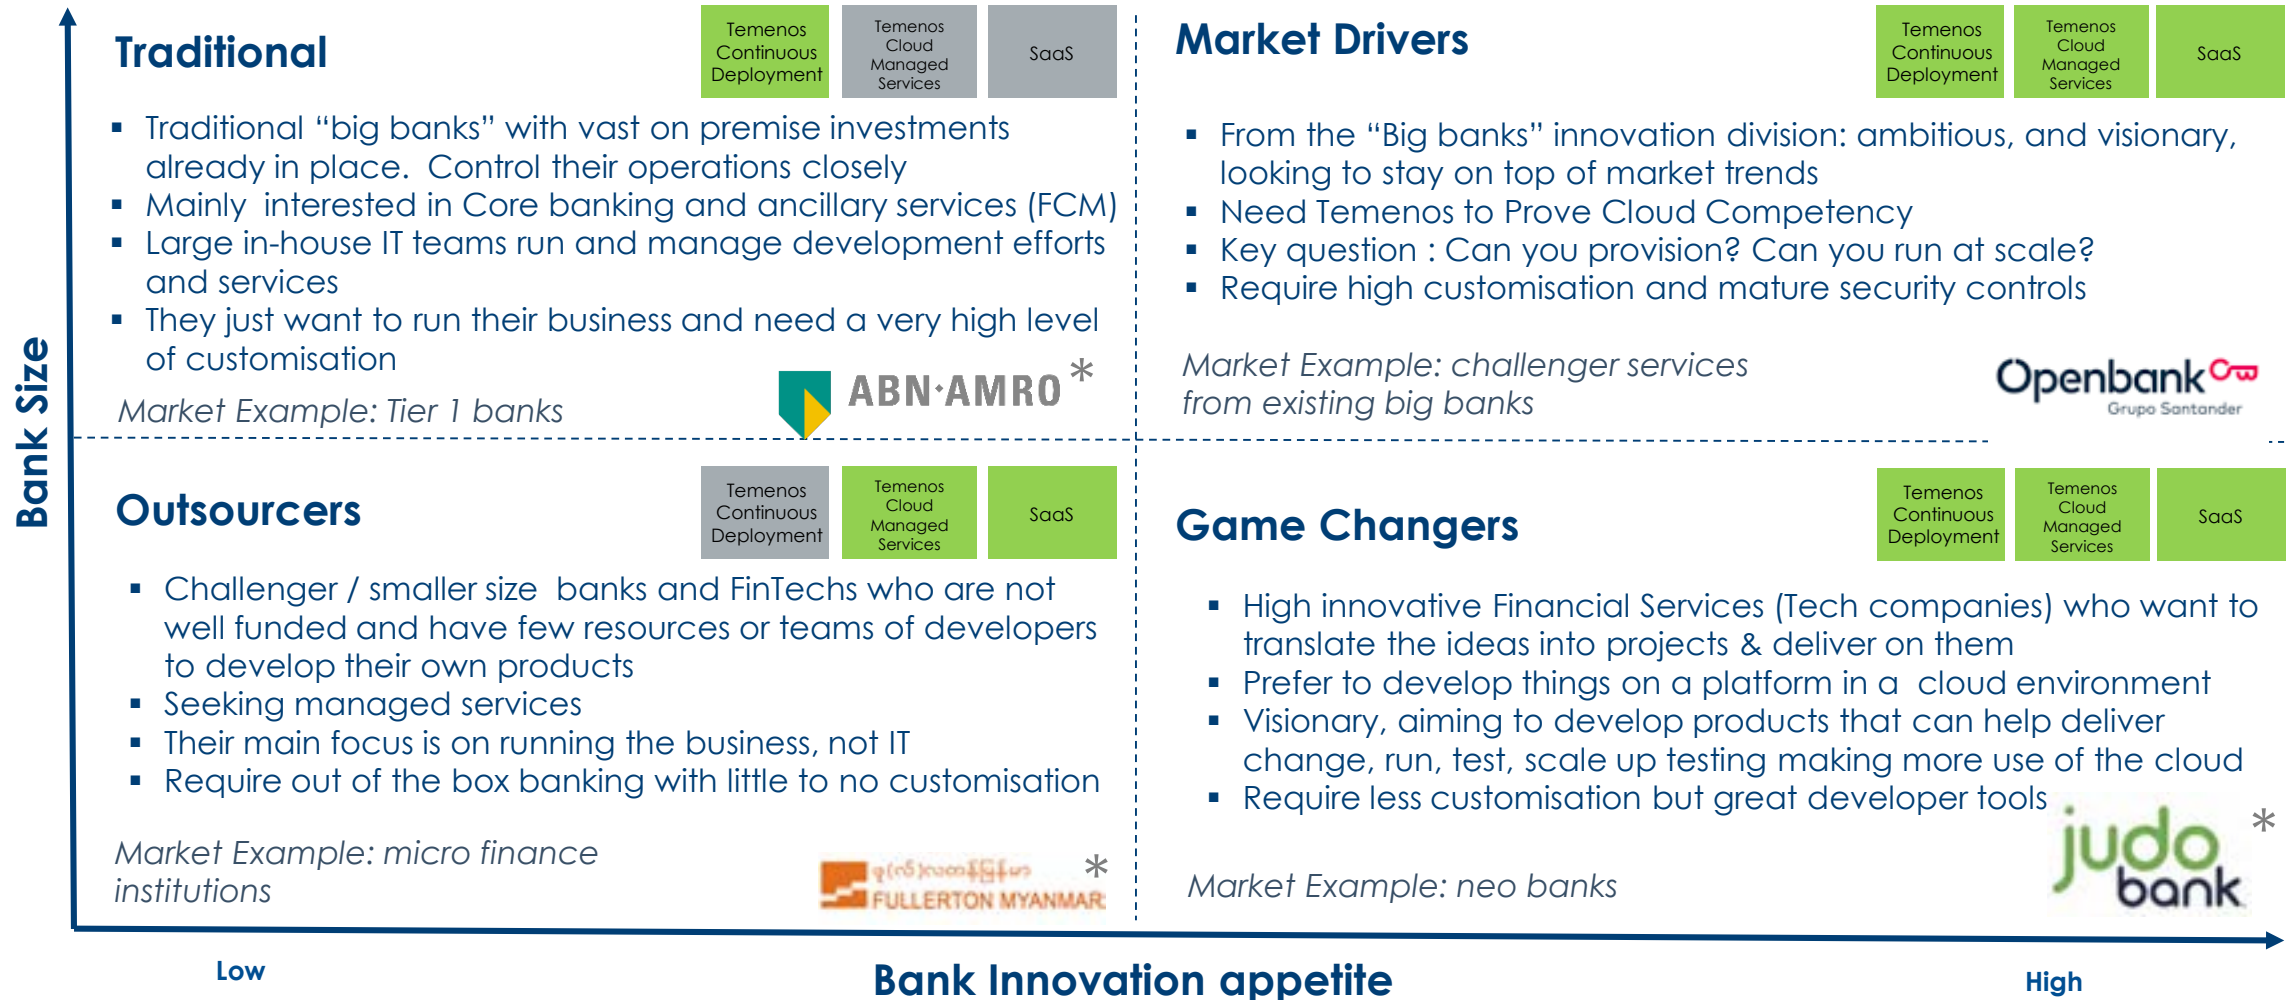 Traditional
Temenos
Continuous
Deployment
Temenos
Cloud
Managed
Services
SaaS
▪ Traditional “big banks” with vast on premise investments
already in place. Control their operations closely
▪ Mainly interested in Core banking and ancillary services (FCM)
▪ Large in-house IT teams run and manage development efforts
and services
▪ They just want to run their business and need a very high level
of customisation
Market Example: Tier 1 banks
ABN·AMRO *
Market Drivers
Temenos
Continuous
Deployment
Temenos
Cloud
Managed
Services
SaaS
▪ From the “Big banks” innovation division: ambitious, and visionary,
looking to stay on top of market trends
▪ Need Temenos to Prove Cloud Competency
▪ Key question : Can you provision? Can you run at scale?
▪ Require high customisation and mature security controls
Market Example: challenger services
from existing big banks
Openbank
Grupo Santander
Bank Size
Outsourcers
Temenos
Continuous
Deployment
Temenos
Cloud
Managed
Services
SaaS
▪ Challenger / smaller size banks and FinTechs who are not
well funded and have few resources or teams of developers
to develop their own products
▪ Seeking managed services
▪ Their main focus is on running the business, not IT
▪ Require out of the box banking with little to no customisation
Market Example: micro finance
institutions
*
FULLERTON MYANMAR
Game Changers
Temenos
Continuous
Deployment
Temenos
Cloud
Managed
Services
SaaS
▪ High innovative Financial Services (Tech companies) who want to
translate the ideas into projects & deliver on them
▪ Prefer to develop things on a platform in a cloud environment
▪ Visionary, aiming to develop products that can help deliver
change, run, test, scale up testing making more use of the cloud
▪ Require less customisation but great developer tools
Market Example: neo banks
judo *
bank
Low
Bank Innovation appetite
High